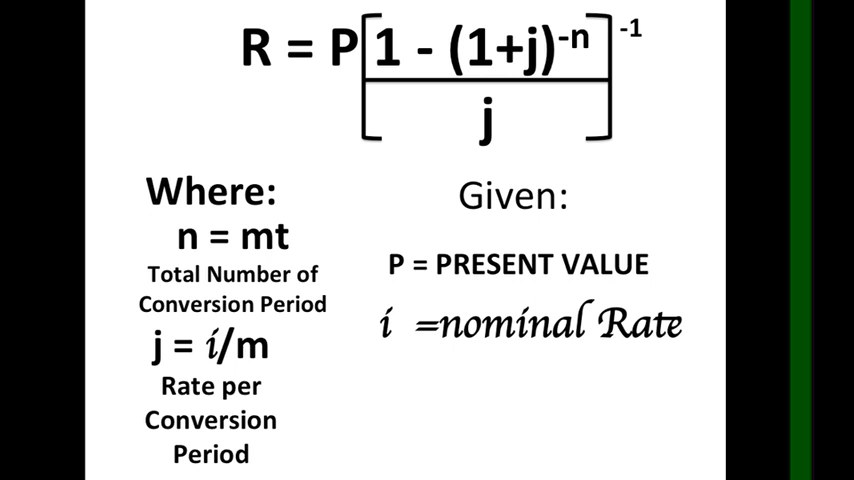 R = P[1 - (1+j)^-n / j]^-1
Where:
n = mt
Total Number of
Conversion Period
j = i/m
Rate per
Conversion
Period
Given:
P = PRESENT VALUE
i =nominal Rate